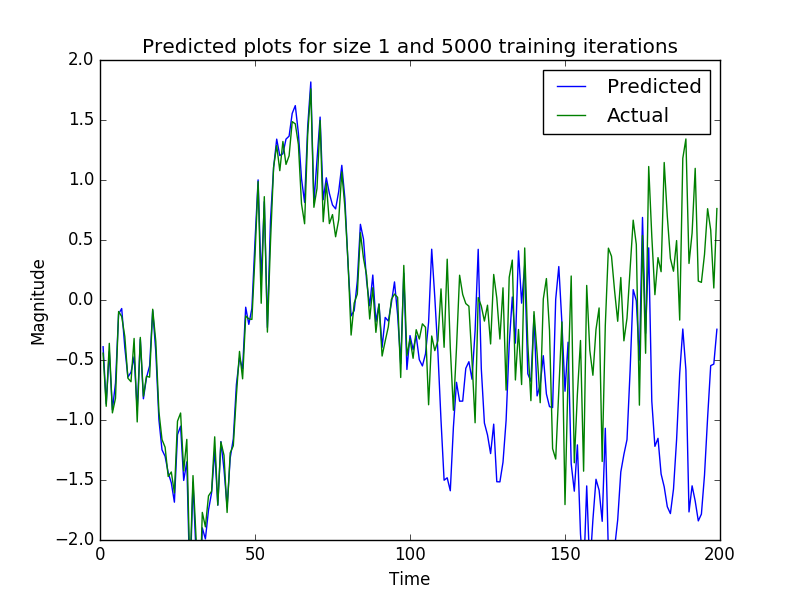 Predicted plots for size 1 and 5000 training iterations
Predicted
Actual
2.0
1.5
1.0
0.5
0.0
−0.5
−1.0
−1.5
−2.0
Magnitude
0
50
100
150
200
Time